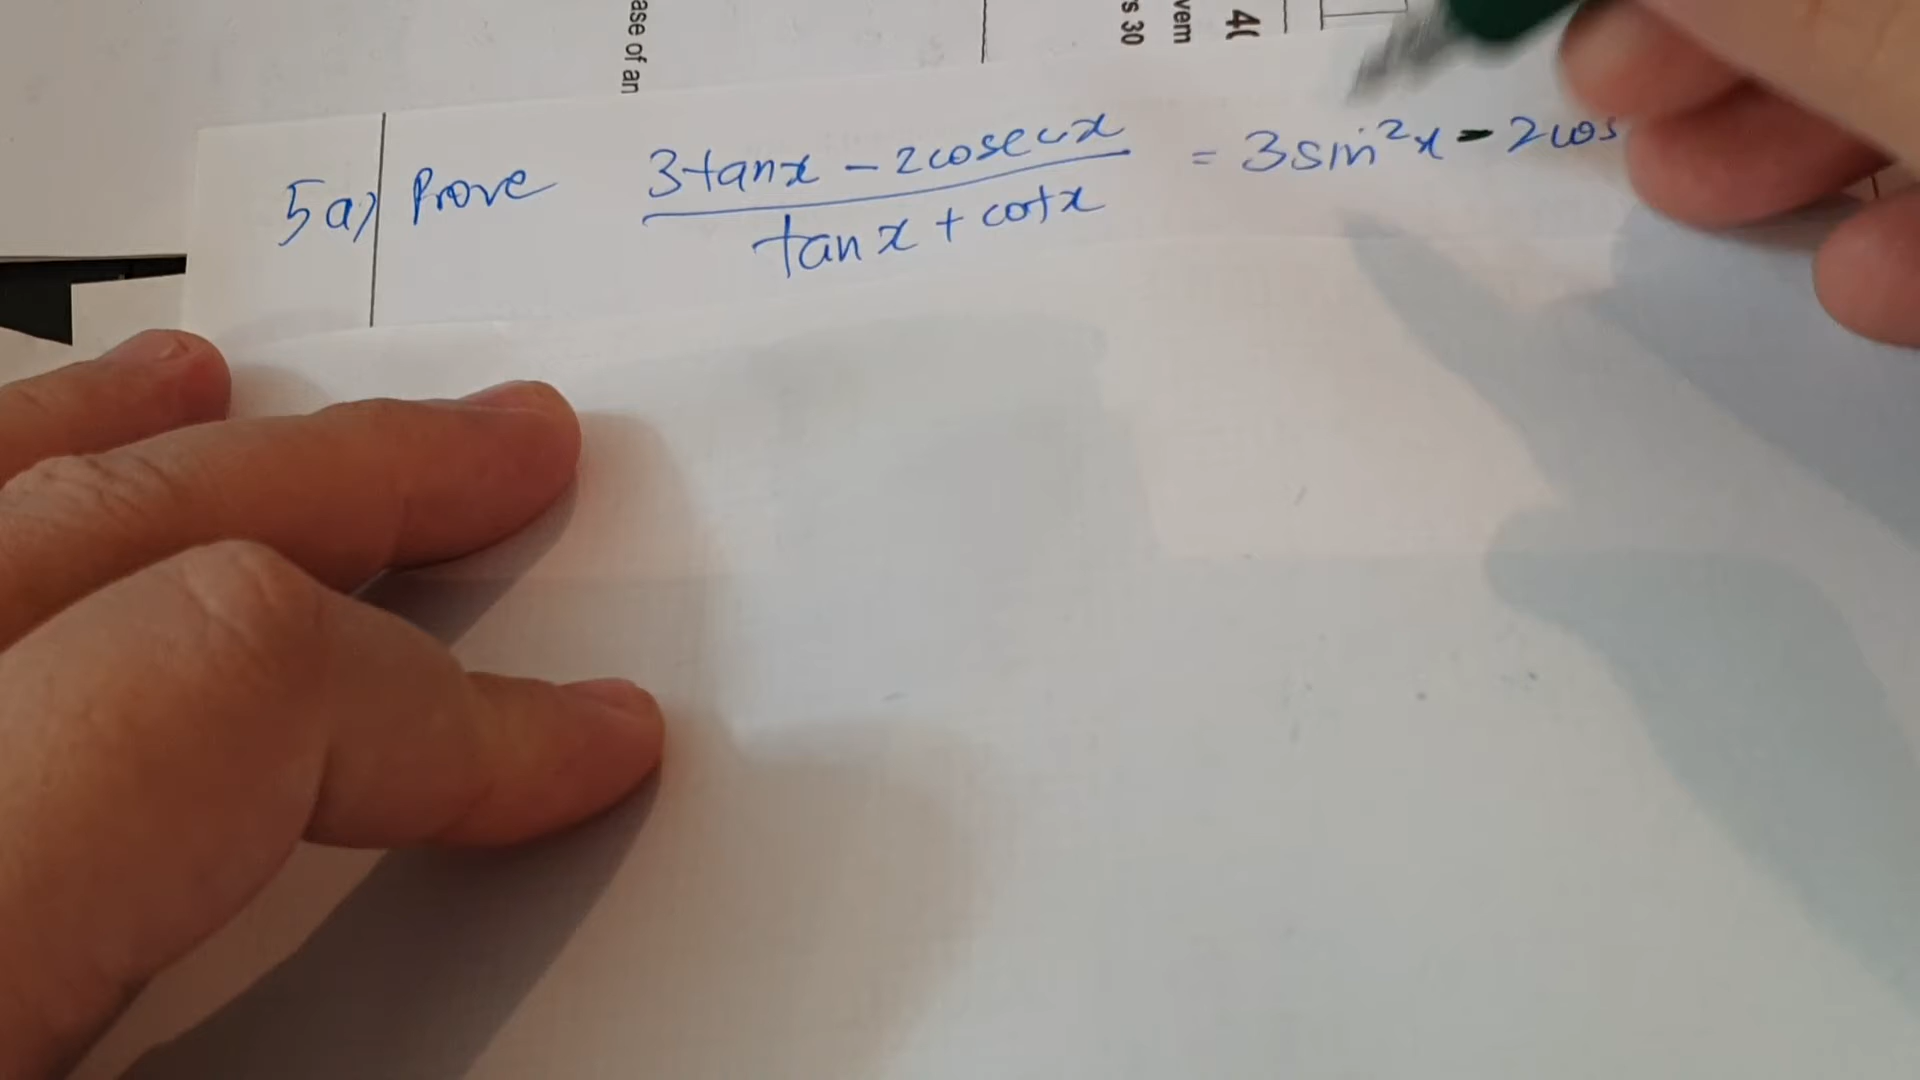 ase of an
s 30
vem
4(
5a) Prove 3tanx - 2cosecx = 3sin²x - 2cos
tanx + cotx